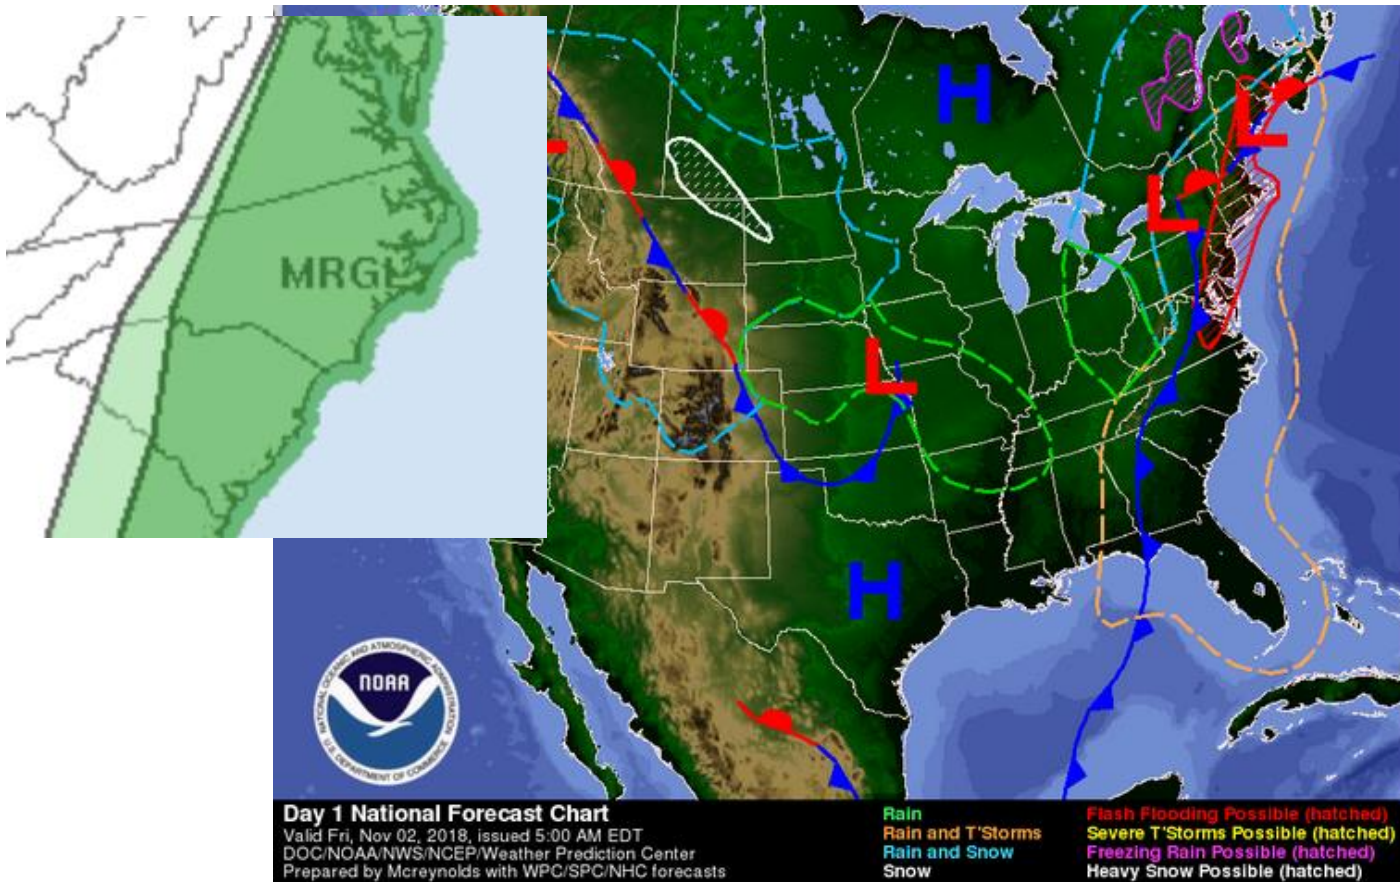 MRGL
H
L
L
L
H
NATIONAL OCEANIC AND ATMOSPHERIC ADMINISTRATION
NOAA
U.S. DEPARTMENT OF COMMERCE
Day 1 National Forecast Chart
Valid Fri, Nov 02, 2018, issued 5:00 AM EDT
DOC/NOAA/NWS/NCEP/Weather Prediction Center
Prepared by Mcreynolds with WPC/SPC/NHC forecasts
Rain
Rain and T'Storms
Rain and Snow
Snow
Flash Flooding Possible (hatched)
Severe T'Storms Possible (hatched)
Freezing Rain Possible (hatched)
Heavy Snow Possible (hatched)